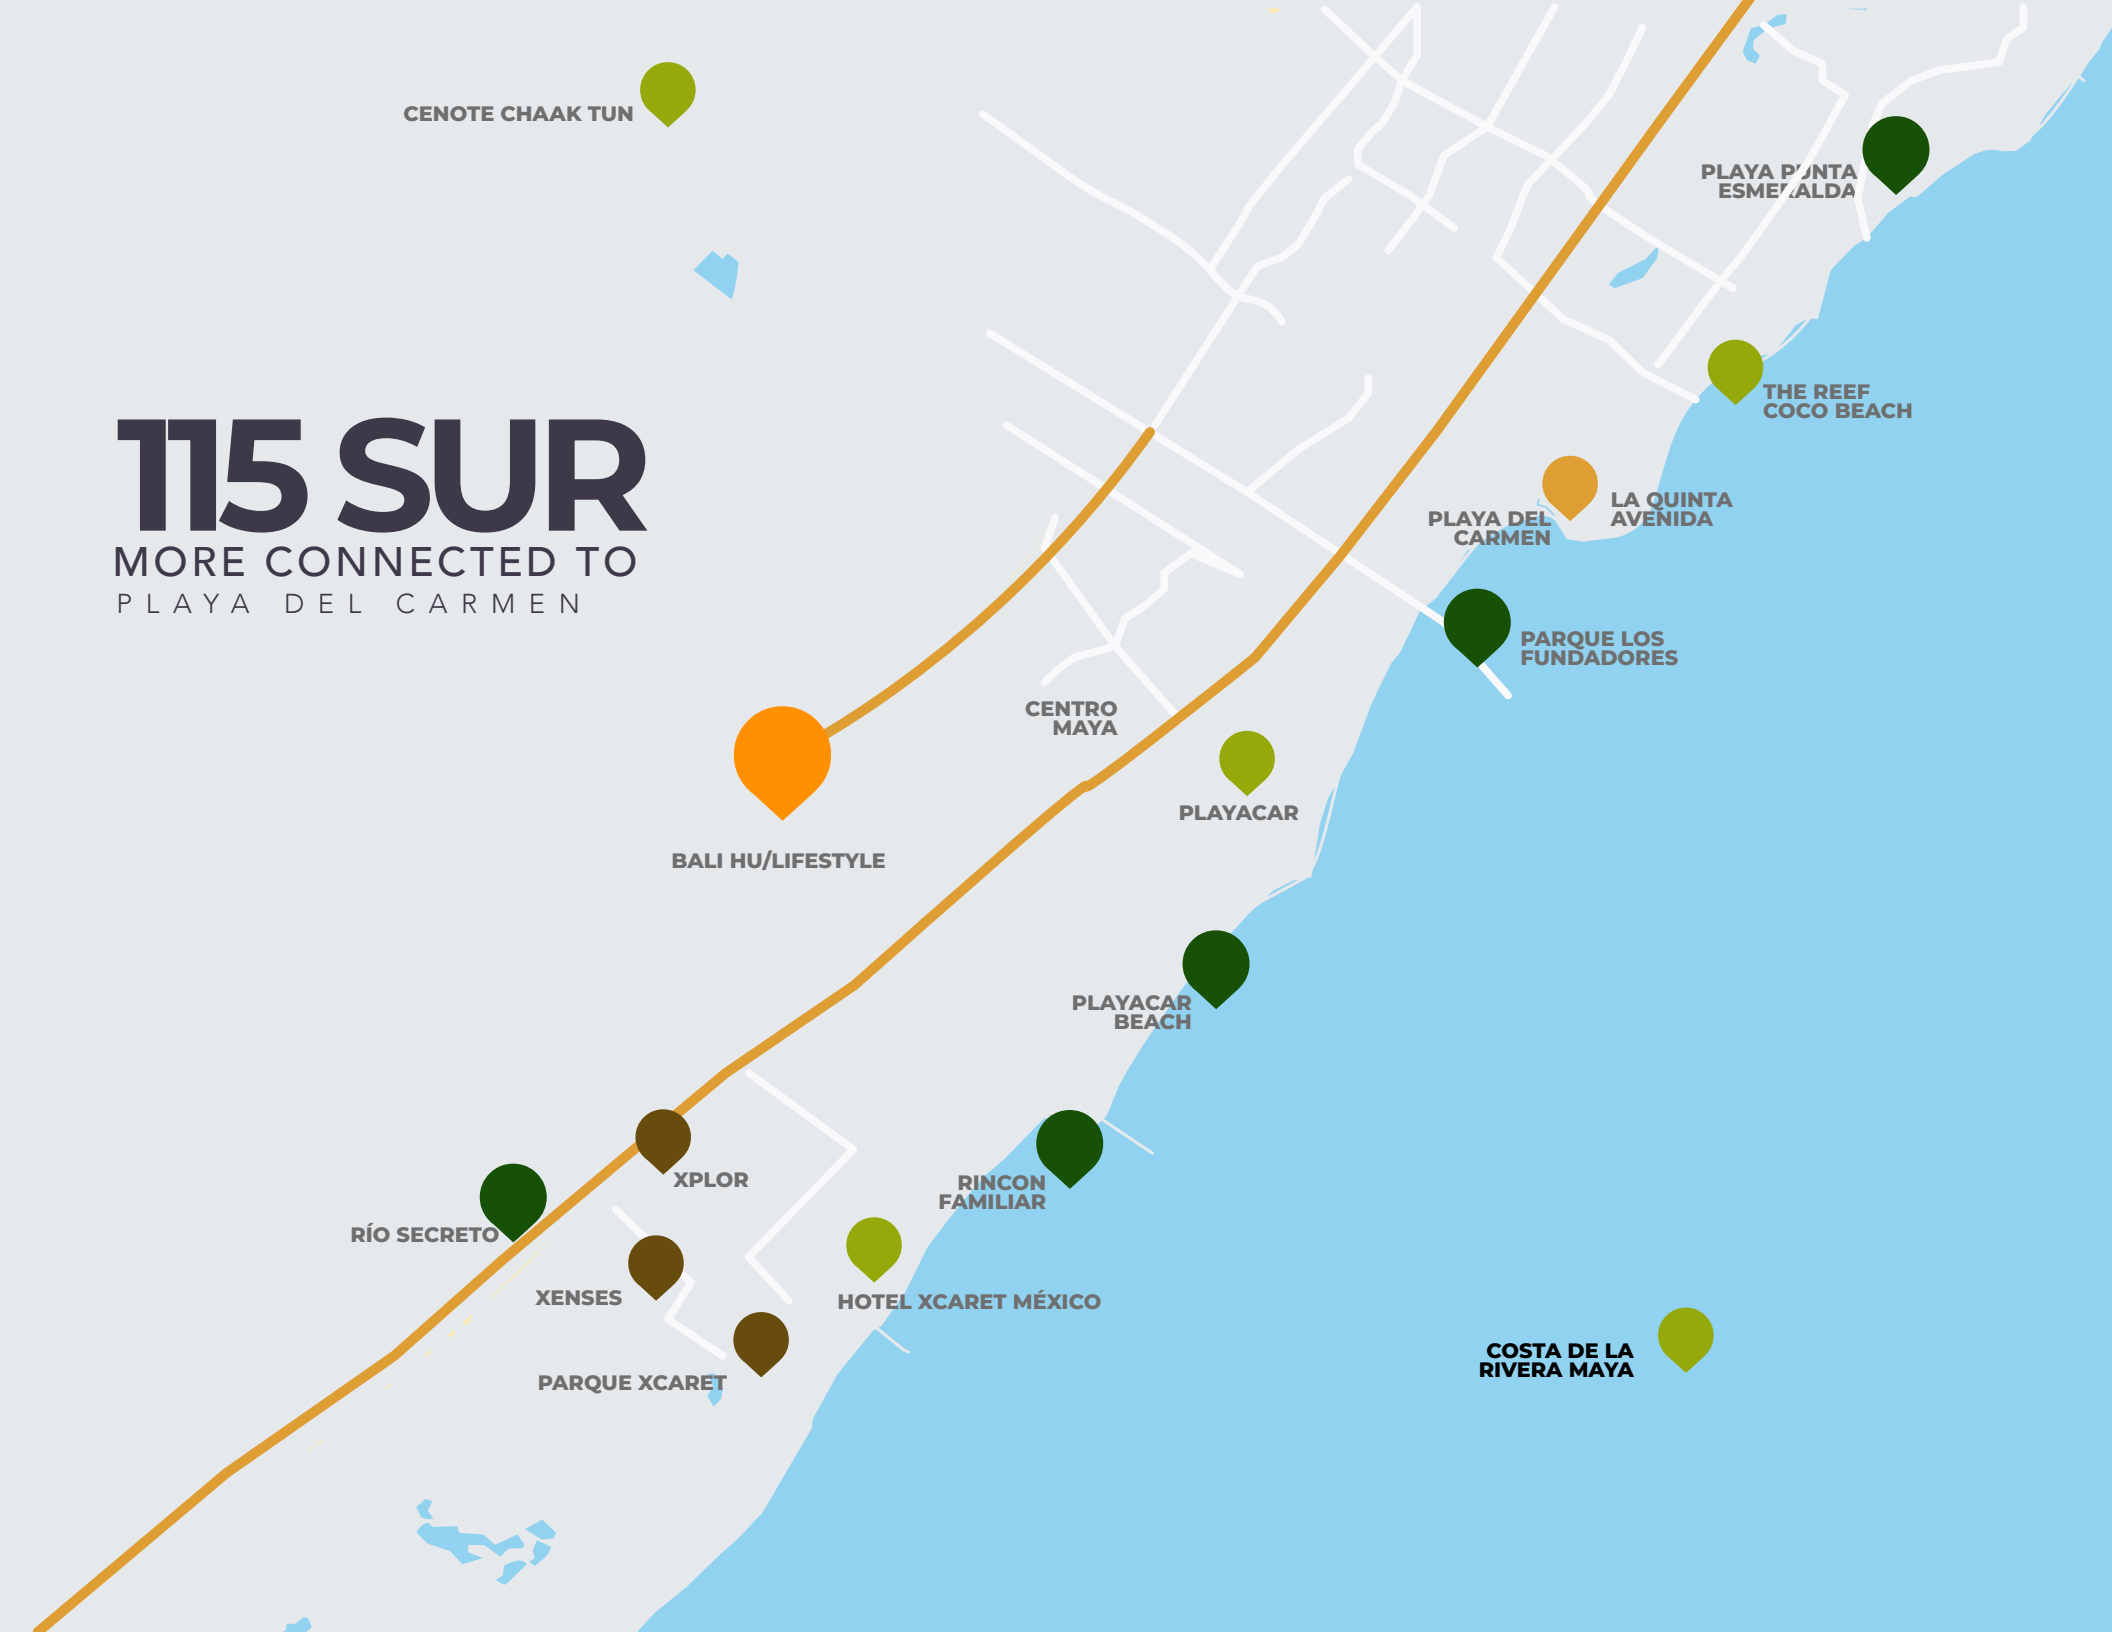 CENOTE CHAAK TUN
PLAYA PUNTA
ESMERALDA
THE REEF
COCO BEACH
115 SUR
MORE CONNECTED TO
PLAYA DEL CARMEN
LA QUINTA
AVENIDA
PLAYA DEL
CARMEN
PARQUE LOS
FUNDADORES
CENTRO
MAYA
PLAYACAR
BALI HU/LIFESTYLE
PLAYACAR
BEACH
XPLOR
RINCON
FAMILIAR
RÍO SECRETO
XENSES
HOTEL XCARET MÉXICO
PARQUE XCARET
COSTA DE LA
RIVERA MAYA